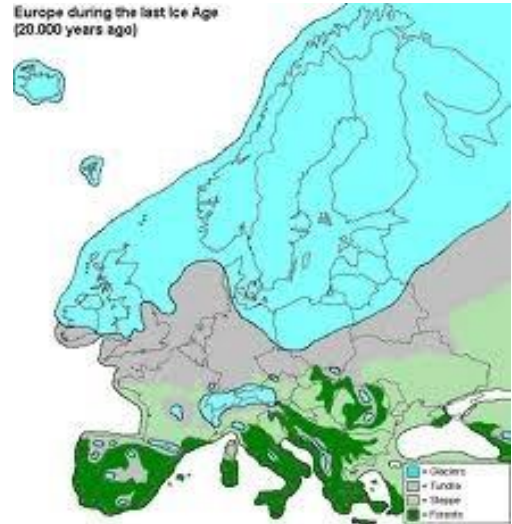 Europe during the last Ice Age
(20.000 years ago)
= Glaciers
= Tundra
= Steppe
= Forests